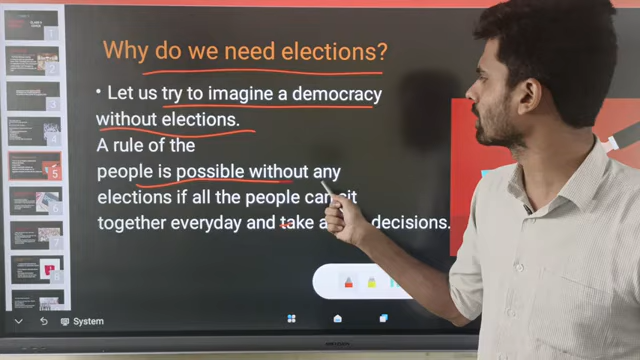 Why do we need elections?
• Let us try to imagine a democracy
without elections.
A rule of the
people is possible without any
elections if all the people can sit
together everyday and take a decisions.
5
System